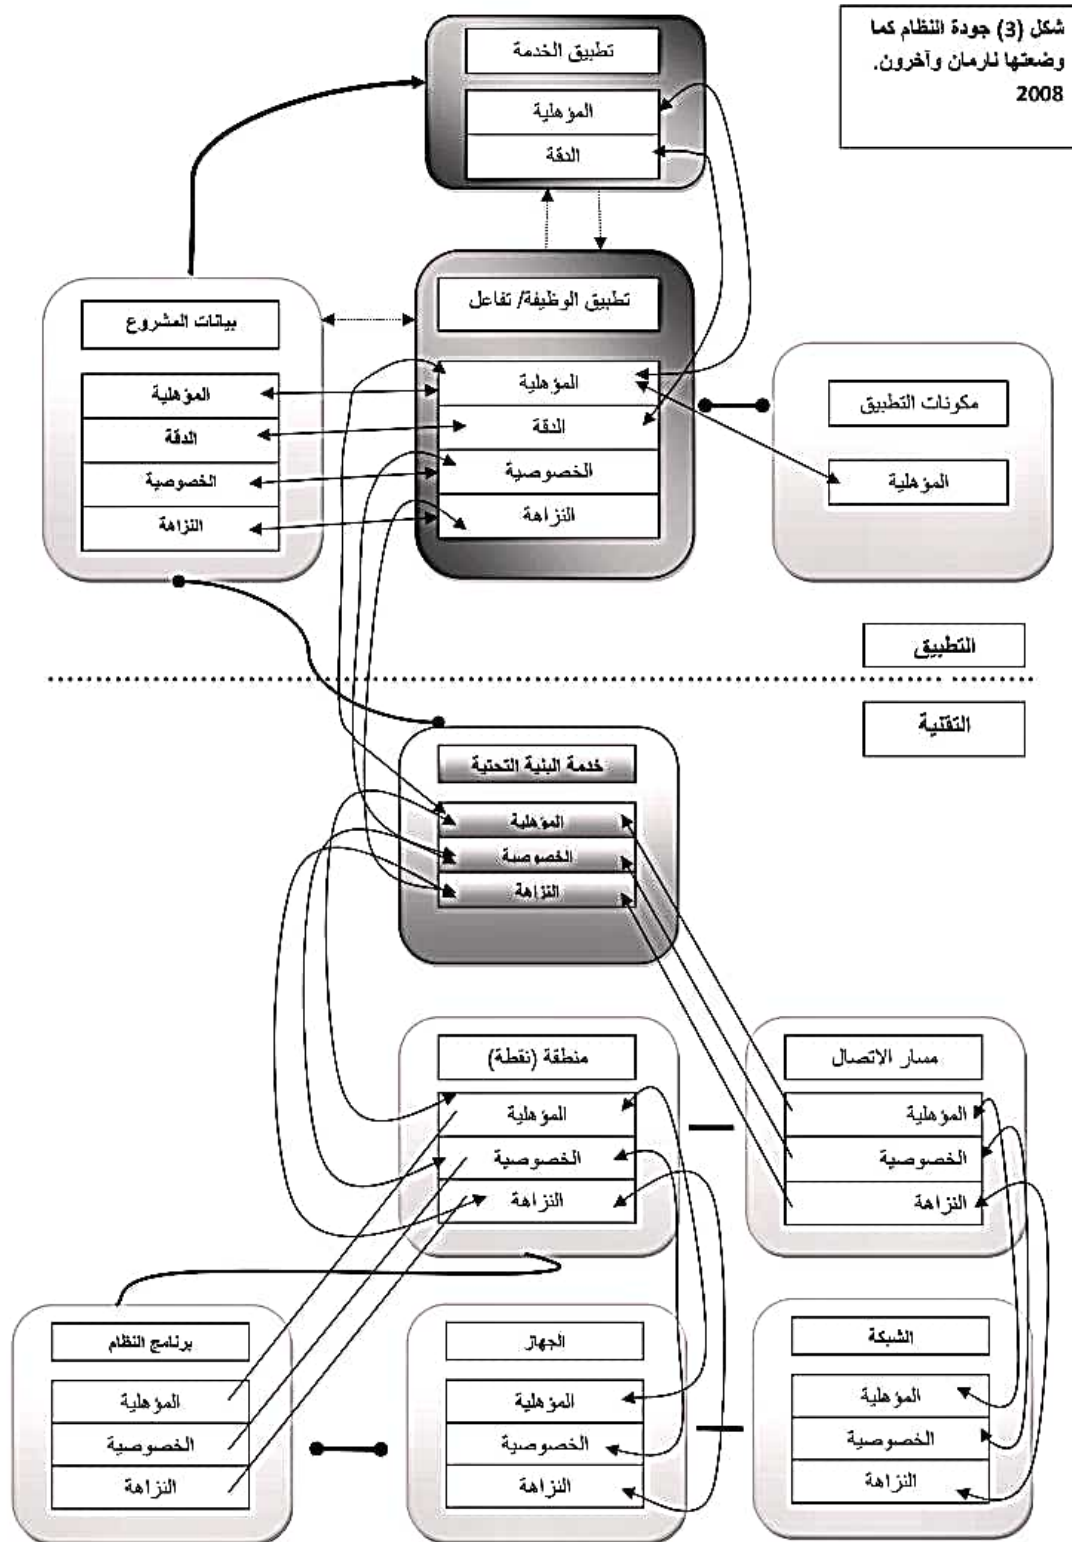 شكل (3) جودة النظام كما
وضعتها نارمان وآخرون.
2008
تطبيق الخدمة
المؤهلية
الدقة
تطبيق الوظيفة/ تفاعل
المؤهلية
الدقة
الخصوصية
النزاهة
بيانات المشروع
المؤهلية
الدقة
الخصوصية
النزاهة
مكونات التطبيق
المؤهلية
التطبيق
التقنية
خدمة البنية التحتية
المؤهلية
الخصوصية
النزاهة
مسار الاتصال
المؤهلية
الخصوصية
النزاهة
منطقة (نقطة)
المؤهلية
الخصوصية
النزاهة
الشبكة
المؤهلية
الخصوصية
النزاهة
الجهاز
المؤهلية
الخصوصية
النزاهة
برنامج النظام
المؤهلية
الخصوصية
النزاهة